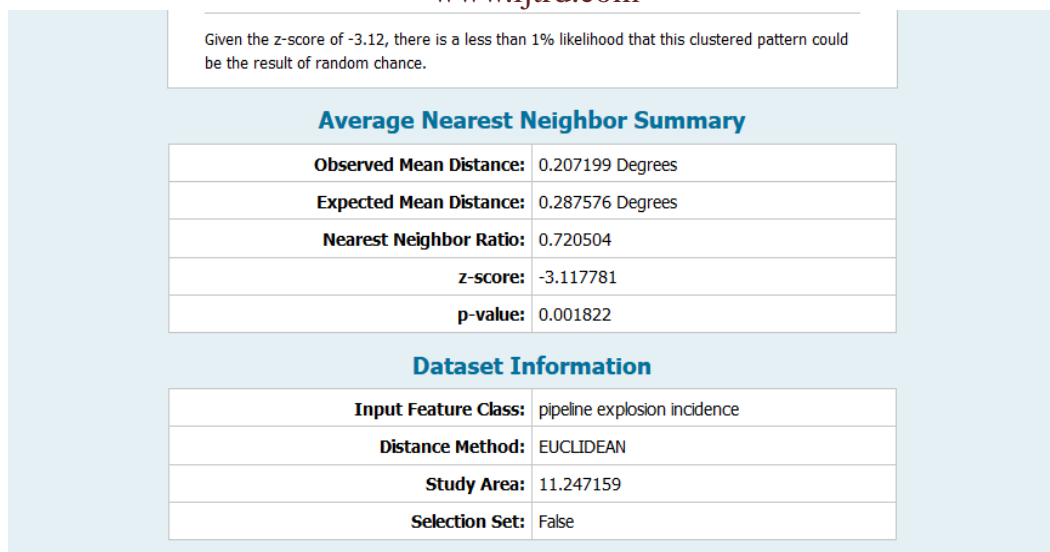 Given the z-score of -3.12, there is a less than 1% likelihood that this clustered pattern could
be the result of random chance.
Average Nearest Neighbor Summary
Observed Mean Distance: 0.207199 Degrees
Expected Mean Distance: 0.287576 Degrees
Nearest Neighbor Ratio: 0.720504
z-score: -3.117781
p-value: 0.001822
Dataset Information
Input Feature Class: pipeline explosion incidence
Distance Method: EUCLIDEAN
Study Area: 11.247159
Selection Set: False